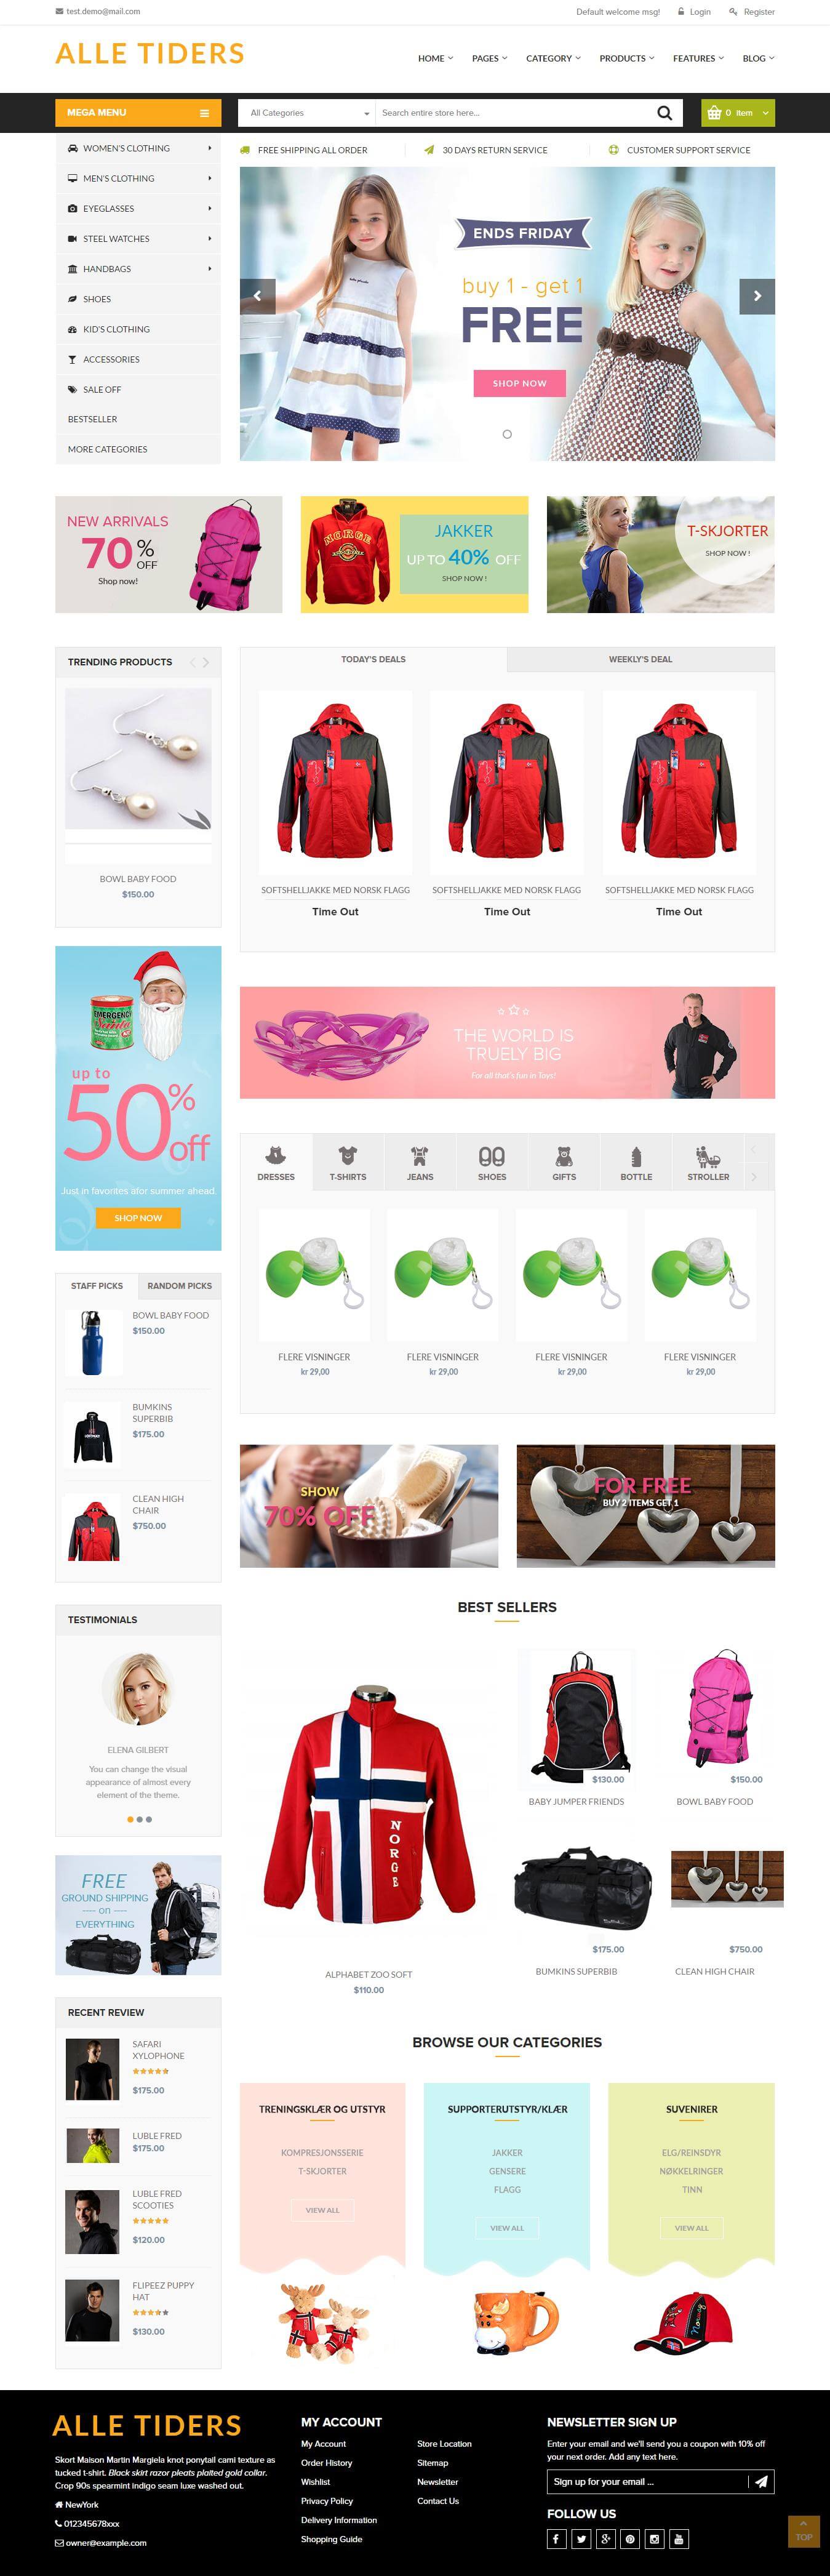 test.demo@mail.com
Default welcome msg! Login Register
ALLE TIDERS
HOME PAGES CATEGORY PRODUCTS FEATURES BLOG
MEGA MENU
All Categories
Search entire store here...
0 Item
WOMEN'S CLOTHING
MEN'S CLOTHING
EYEGLASSES
STEEL WATCHES
HANDBAGS
SHOES
KID'S CLOTHING
ACCESSORIES
SALE OFF
BESTSELLER
MORE CATEGORIES
FREE SHIPPING ALL ORDER
30 DAYS RETURN SERVICE
CUSTOMER SUPPORT SERVICE
ENDS FRIDAY
buy 1 - get 1
FREE
SHOP NOW
NEW ARRIVALS
70% OFF
Shop now!
NORGE
JAKKER
UP TO 40% OFF
SHOP NOW !
T-SKJORTER
SHOP NOW !
TRENDING PRODUCTS
BOWL BABY FOOD
$150.00
TODAY'S DEALS
WEEKLY'S DEAL
SOFTSHELLJAKKE MED NORSK FLAGG
Time Out
SOFTSHELLJAKKE MED NORSK FLAGG
Time Out
SOFTSHELLJAKKE MED NORSK FLAGG
Time Out
EMERGENCY
Santa
up to
50%
off
Just in favorites afor summer ahead
SHOP NOW
THE WORLD IS
TRUELY BIG
For all that's fun in Toys!
DRESSES T-SHIRTS JEANS SHOES GIFTS BOTTLE STROLLER
FLERE VISNINGER
kr 29,00
FLERE VISNINGER
kr 29,00
FLERE VISNINGER
kr 29,00
FLERE VISNINGER
kr 29,00
STAFF PICKS
RANDOM PICKS
BOWL BABY FOOD
$150.00
BUMKINS
SUPERBIB
$175.00
CLEAN HIGH
CHAIR
$750.00
SHOW
70% OFF
FOR FREE
BUY 2 ITEMS GET 1
TESTIMONIALS
ELENA GILBERT
You can change the visual
appearance of almost every
element of the theme.
BEST SELLERS
NORGE
ALPHABET ZOO SOFT
$110.00
$130.00
BABY JUMPER FRIENDS
$150.00
BOWL BABY FOOD
$175.00
BUMKINS SUPERBIB
$750.00
CLEAN HIGH CHAIR
FREE
GROUND SHIPPING
---- on ----
EVERYTHING
RECENT REVIEW
SAFARI
XYLOPHONE
$175.00
LUBLE FRED
$175.00
LUBLE FRED
SCOOTIES
$120.00
FLIPEEZ PUPPY
HAT
$130.00
BROWSE OUR CATEGORIES
TRENINGSKLÆR OG UTSTYR
KOMPRESJONSSERIE
T-SKJORTER
VIEW ALL
SUPPORTERUTSTYR/KLÆR
JAKKER
GENSERE
FLAGG
VIEW ALL
SUVENIRER
ELG/REINSDYR
NØKKELRINGER
TINN
VIEW ALL
Norway
ALLE TIDERS
Skort Maison Martin Margiela knot ponytail cami texture as
tucked t-shirt. Black skirt razor pleats plaited gold collar.
Crop 90s spearmint indigo seam luxe washed out.
NewYork
012345678xxx
owner@example.com
MY ACCOUNT
My Account
Order History
Wishlist
Privacy Policy
Delivery Information
Shopping Guide
Store Location
Sitemap
Newsletter
Contact Us
NEWSLETTER SIGN UP
Enter your email and we'll send you a coupon with 10% off
your next order. Add any text here.
Sign up for your email ...
FOLLOW US
TOP